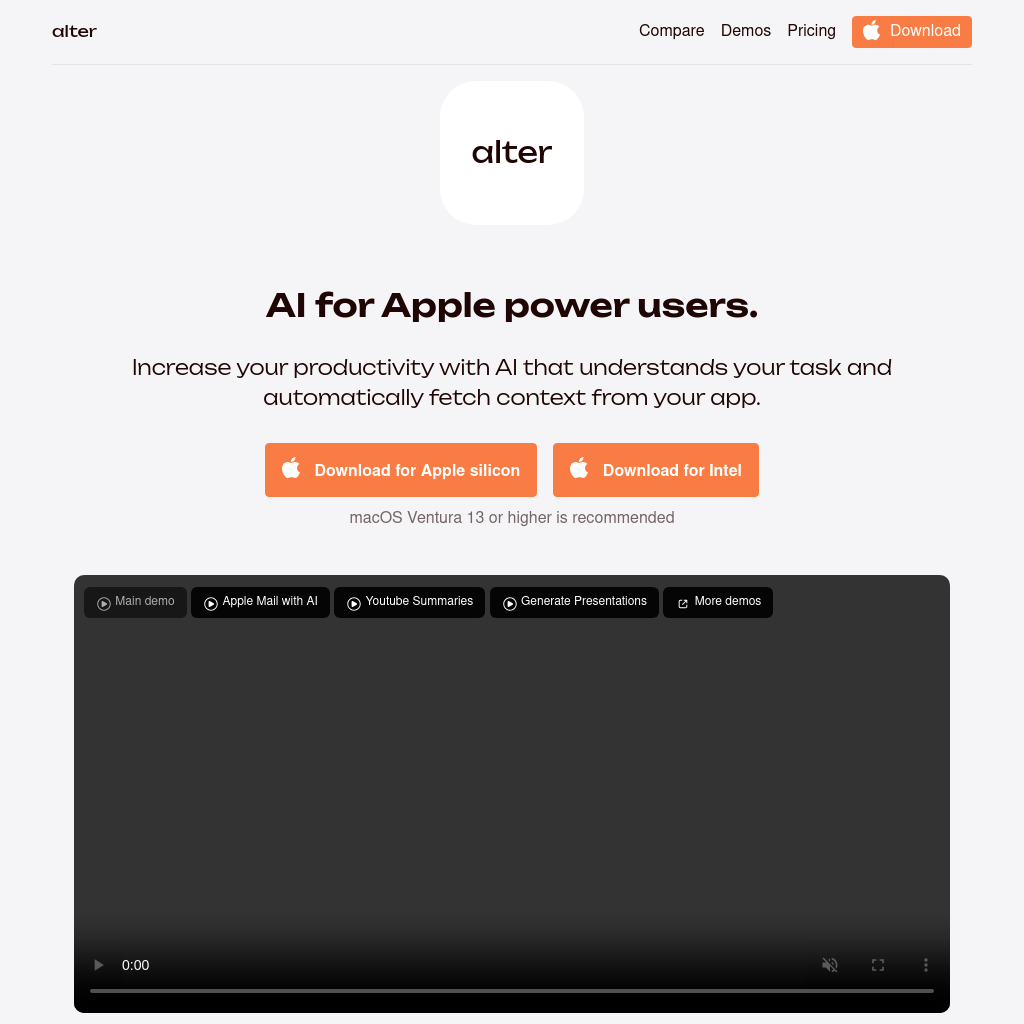 alter
Compare Demos Pricing Download
alter
AI for Apple power users.
Increase your productivity with AI that understands your task and
automatically fetch context from your app.
Download for Apple silicon Download for Intel
macOS Ventura 13 or higher is recommended
Main demo Apple Mail with AI Youtube Summaries Generate Presentations More demos
0:00